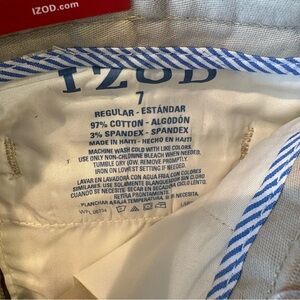 IZOD.com
IZOD
7
REGULAR - ESTÁNDAR
97% COTTON - ALGODÓN
3% SPANDEX - SPANDEX
MADE IN HAITI - HECHO EN HAITI
MACHINE WASH COLD WITH LIKE COLORS.
USE ONLY NON-CHLORINE BLEACH WHEN NEEDED.
TUMBLE DRY LOW. REMOVE PROMPTLY.
IRON ON LOWEST SETTING IF NEEDED.
LAVAR EN LAVADORA CON AGUA FRIA CON COLORES
SIMILARES. USE SOLAMENTE BLANQUEADOR SIN CLORO
CUANDO SE NECESITE. SECAR EN SECADORA CICLO LENTO.
PLANCHAR A BAJA TEMPERATURA, SI ES NECESARIO.